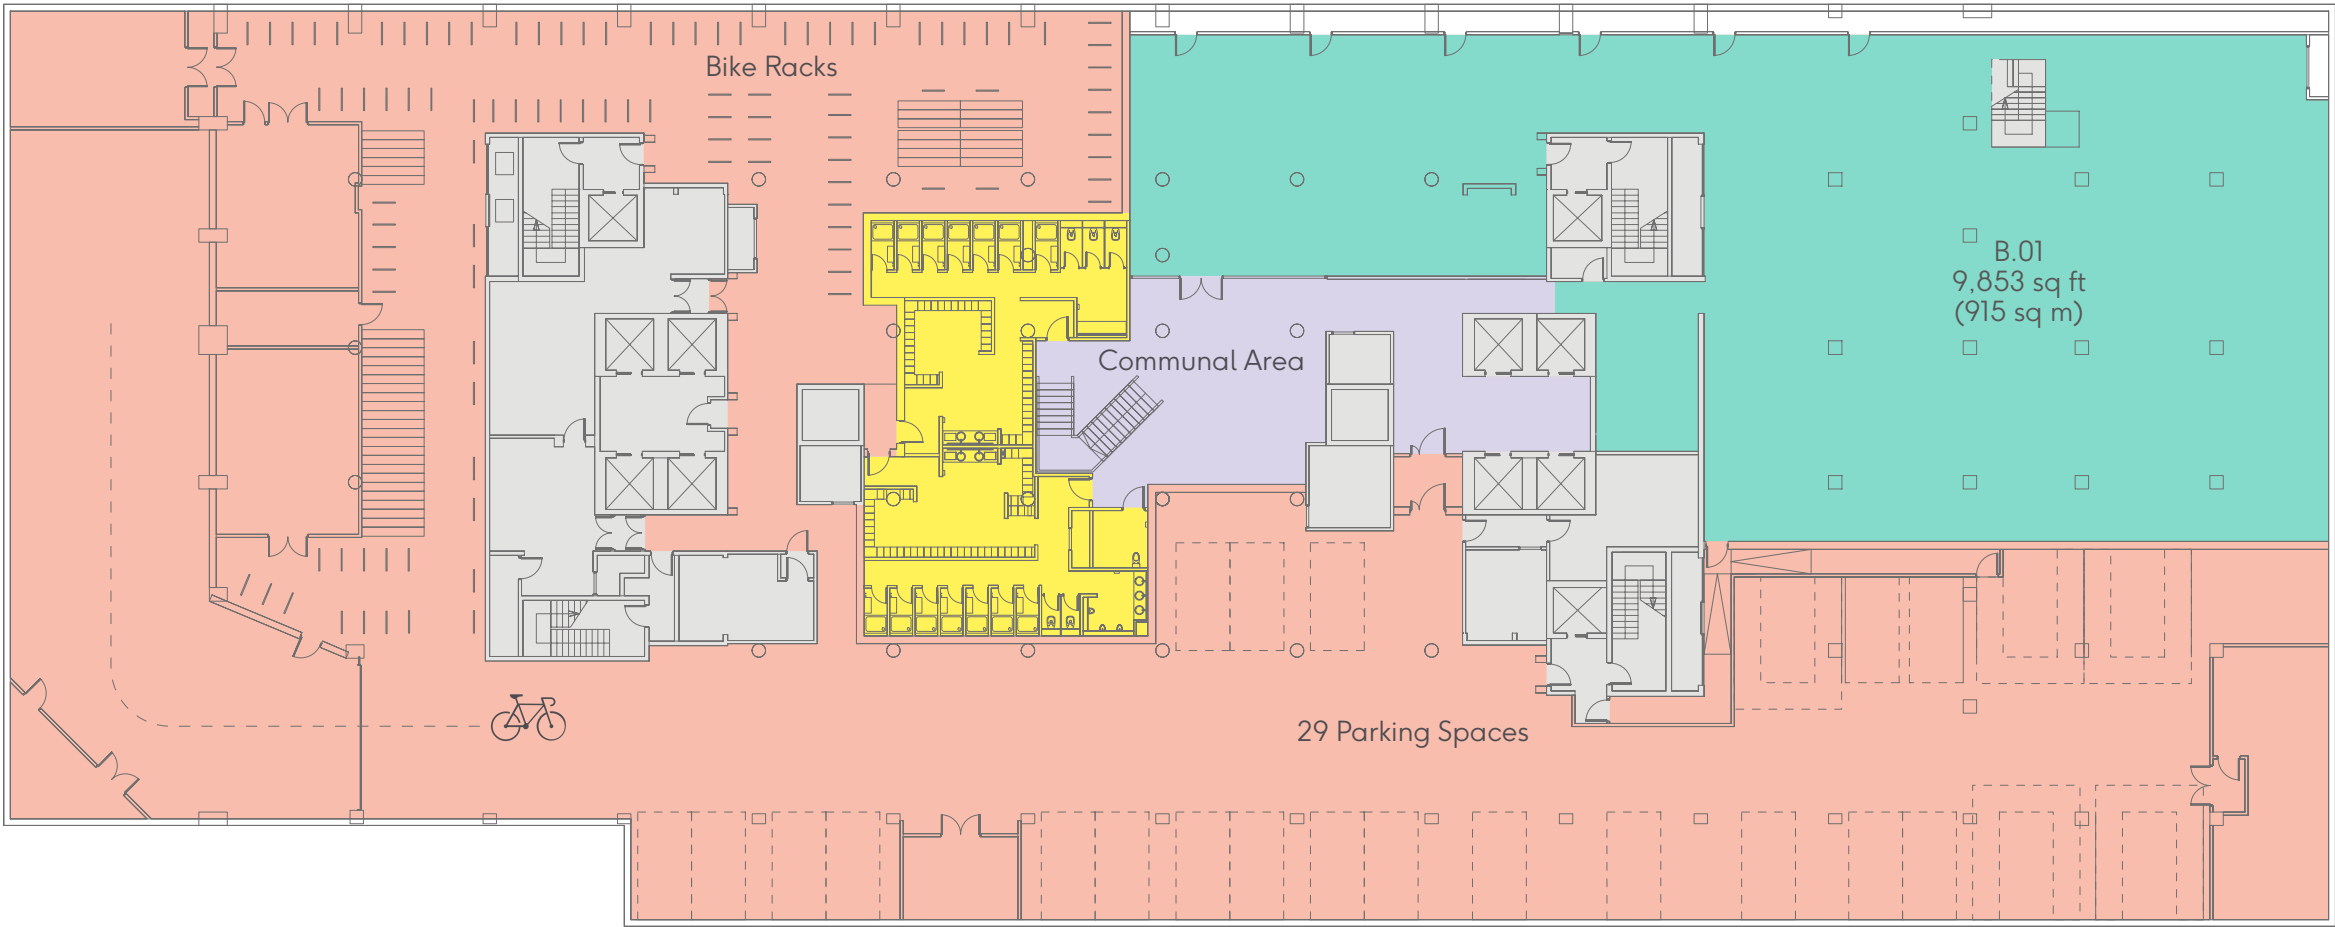 Bike Racks
B.01
9,853 sq ft
(915 sq m)
Communal Area
29 Parking Spaces